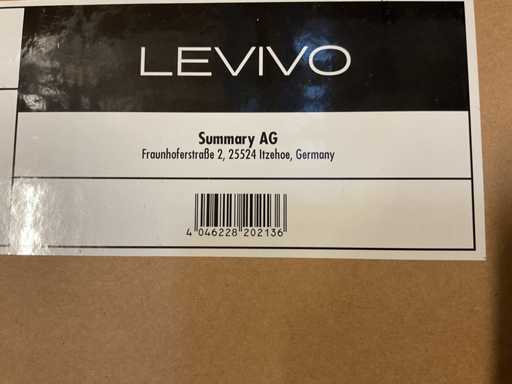 LEVIVO
Summary AG
Fraunhoferstraße 2, 25524 Itzehoe, Germany
4 046228 202136